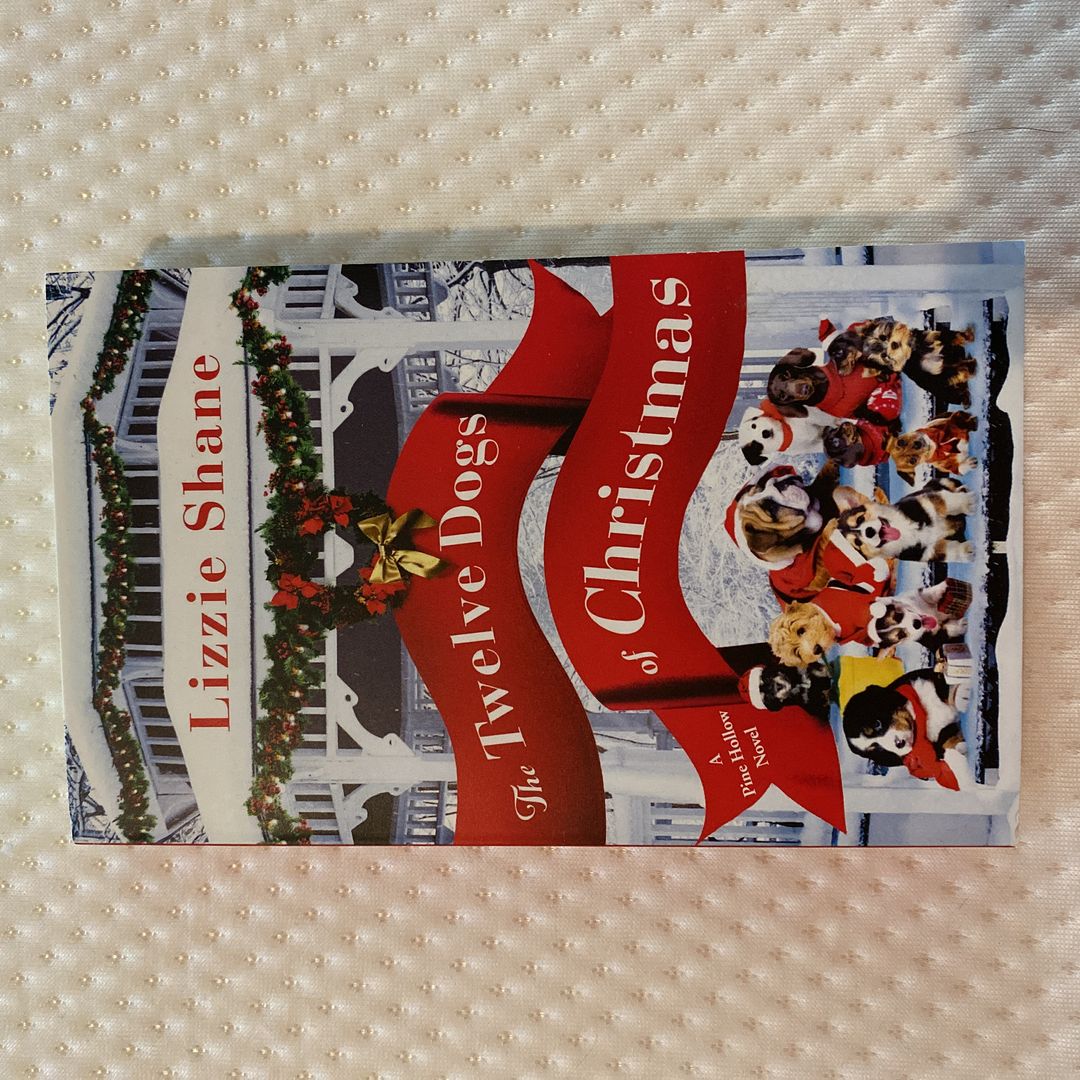 Lizzie Shane
The Twelve Dogs
of Christmas
A
Pine Hollow
Novel